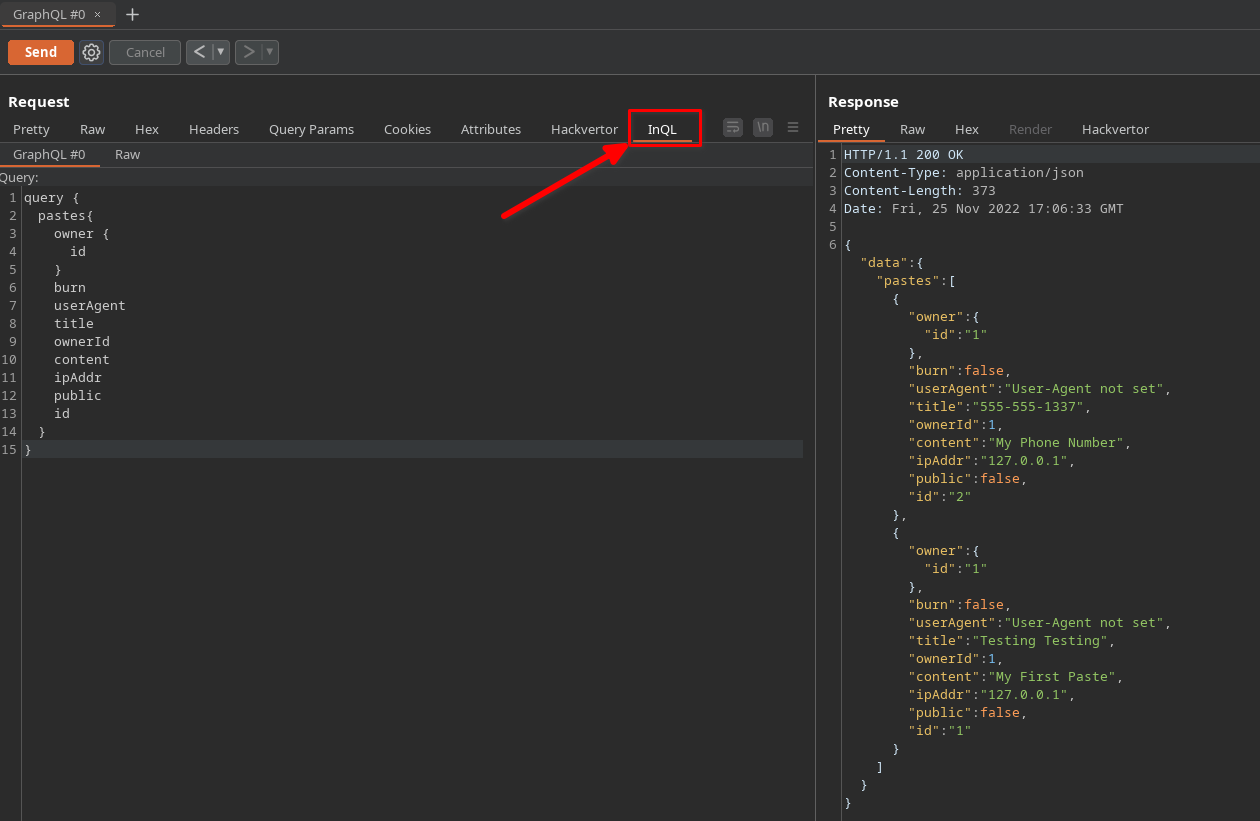 GraphQL #0 × +
Send Cancel < ▼ > ▼
Request
Pretty Raw Hex Headers Query Params Cookies Attributes Hackvertor InQL \n
GraphQL #0 Raw
Query:
1 query {
2 pastes{
3 owner {
4 id
5 }
6 burn
7 userAgent
8 title
9 ownerId
10 content
11 ipAddr
12 public
13 id
14 }
15 }
Response
Pretty Raw Hex Render Hackvertor
1 HTTP/1.1 200 OK
2 Content-Type: application/json
3 Content-Length: 373
4 Date: Fri, 25 Nov 2022 17:06:33 GMT
5
6 {
"data":{
"pastes":[
{
"owner":{
"id":"1"
},
"burn":false,
"userAgent":"User-Agent not set",
"title":"555-555-1337",
"ownerId":1,
"content":"My Phone Number",
"ipAddr":"127.0.0.1",
"public":false,
"id":"2"
},
{
"owner":{
"id":"1"
},
"burn":false,
"userAgent":"User-Agent not set",
"title":"Testing Testing",
"ownerId":1,
"content":"My First Paste",
"ipAddr":"127.0.0.1",
"public":false,
"id":"1"
}
]
}
}